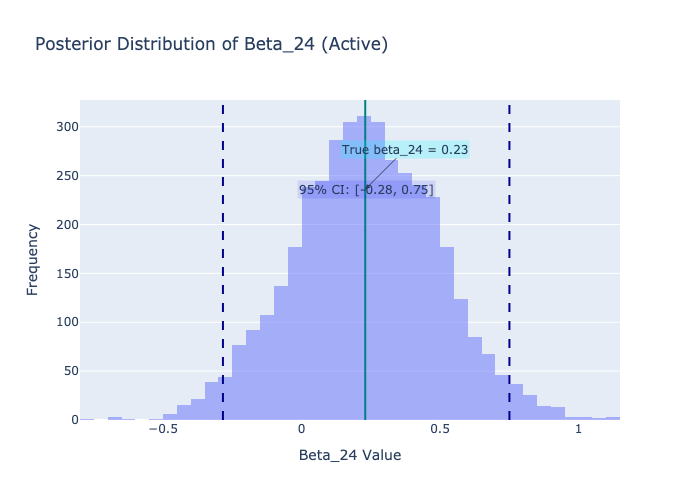 Posterior Distribution of Beta_24 (Active)
300
250
200
150
100
50
0
Frequency
True beta_24 = 0.23
95% CI: [-0.28, 0.75]
−0.5
0
0.5
1
Beta_24 Value